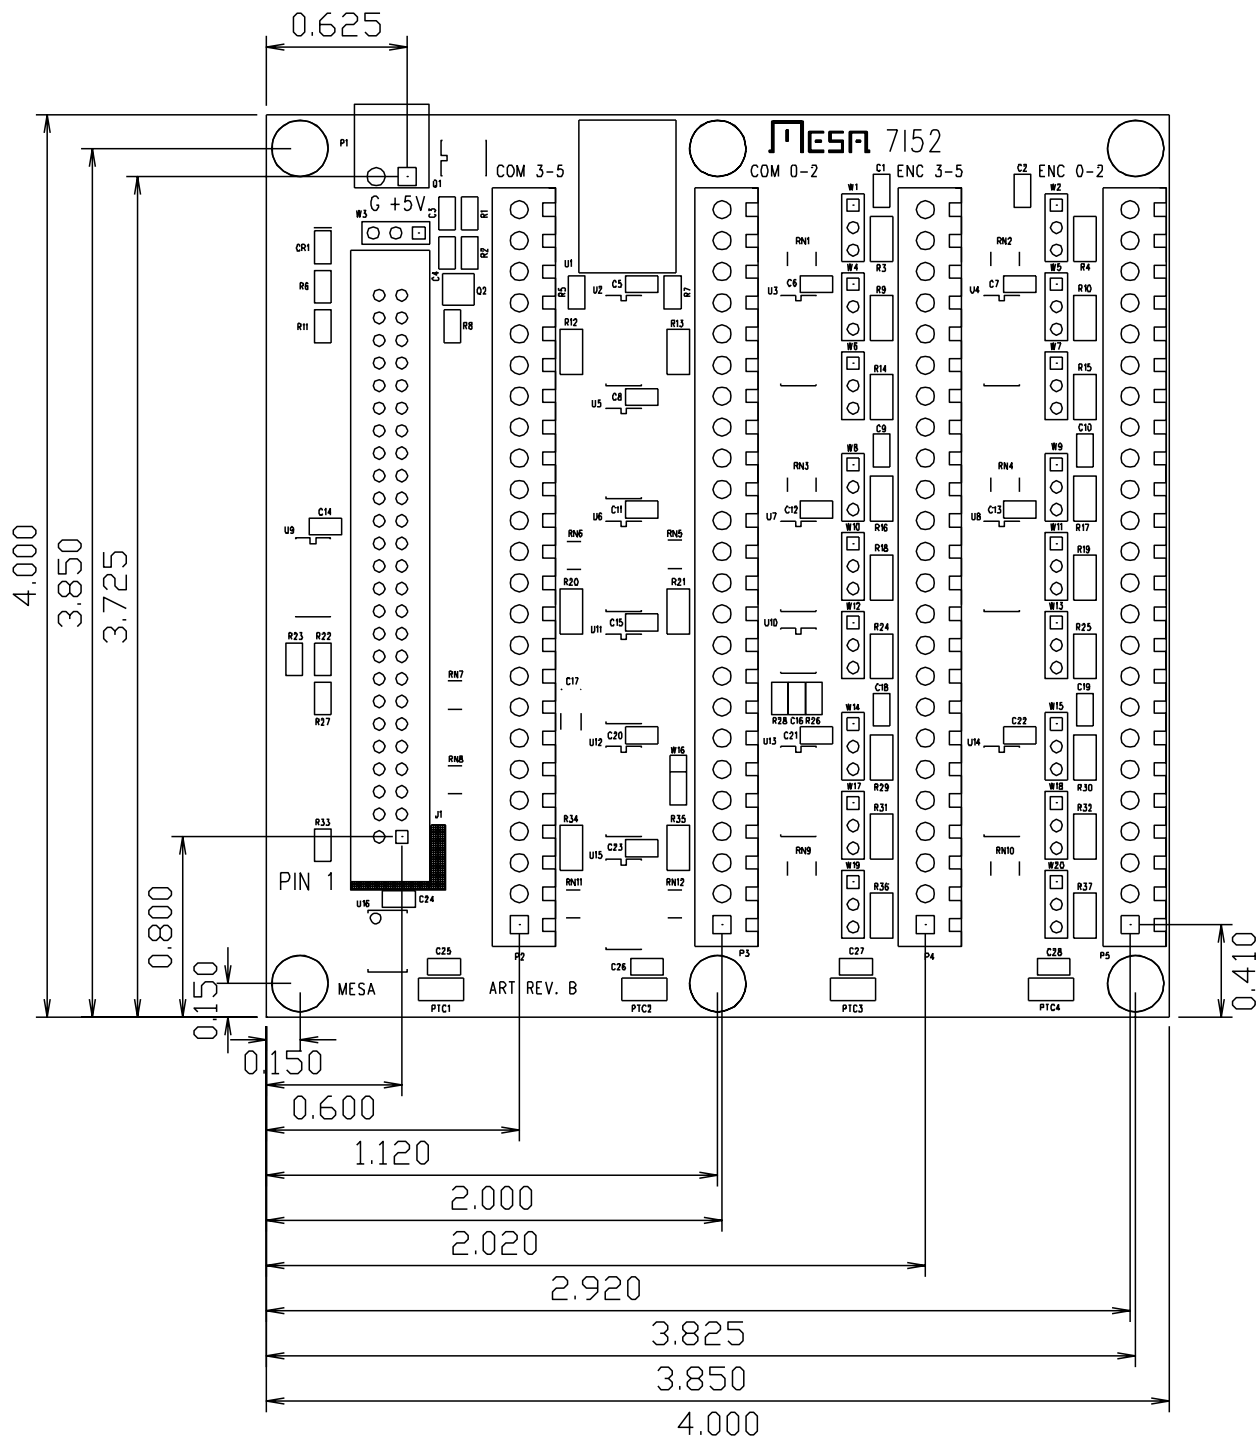 0.625
MESA 7152
P1
Q1
COM 3-5
COM 0-2
C1
ENC 3-5
C2
ENC 0-2
G +5V
W3
C3
R1
W1
W2
CR1
C4
R2
U1
RN1
R3
RN2
R4
R6
Q2
R5
U2
C5
R7
U3
C6
W4
R9
U4
C7
W5
R10
R11
R8
R12
R13
W6
W7
R14
R15
U5
C8
C9
C10
W8
W9
RN3
RN4
C14
U9
U6
C11
U7
C12
R16
U8
C13
R17
RN6
RN5
W10
R18
W11
R19
R20
R21
W12
W13
U11
C15
U10
R24
R25
R23
R22
RN7
C17
C18
C19
R27
R28
C16
R26
W14
W15
U12
C20
W16
U13
C21
U14
C22
RN8
R29
R30
W17
R31
W18
R32
R33
J1
R34
R35
U15
C23
RN9
RN10
W19
W20
PIN 1
RN11
RN12
R36
R37
U16
C24
C25
P2
C26
P3
C27
P4
C28
P5
MESA
ART REV. B
PTC1
PTC2
PTC3
PTC4
4.000
3.850
3.725
0.800
0.150
0.410
0.150
0.600
1.120
2.000
2.020
2.920
3.825
3.850
4.000